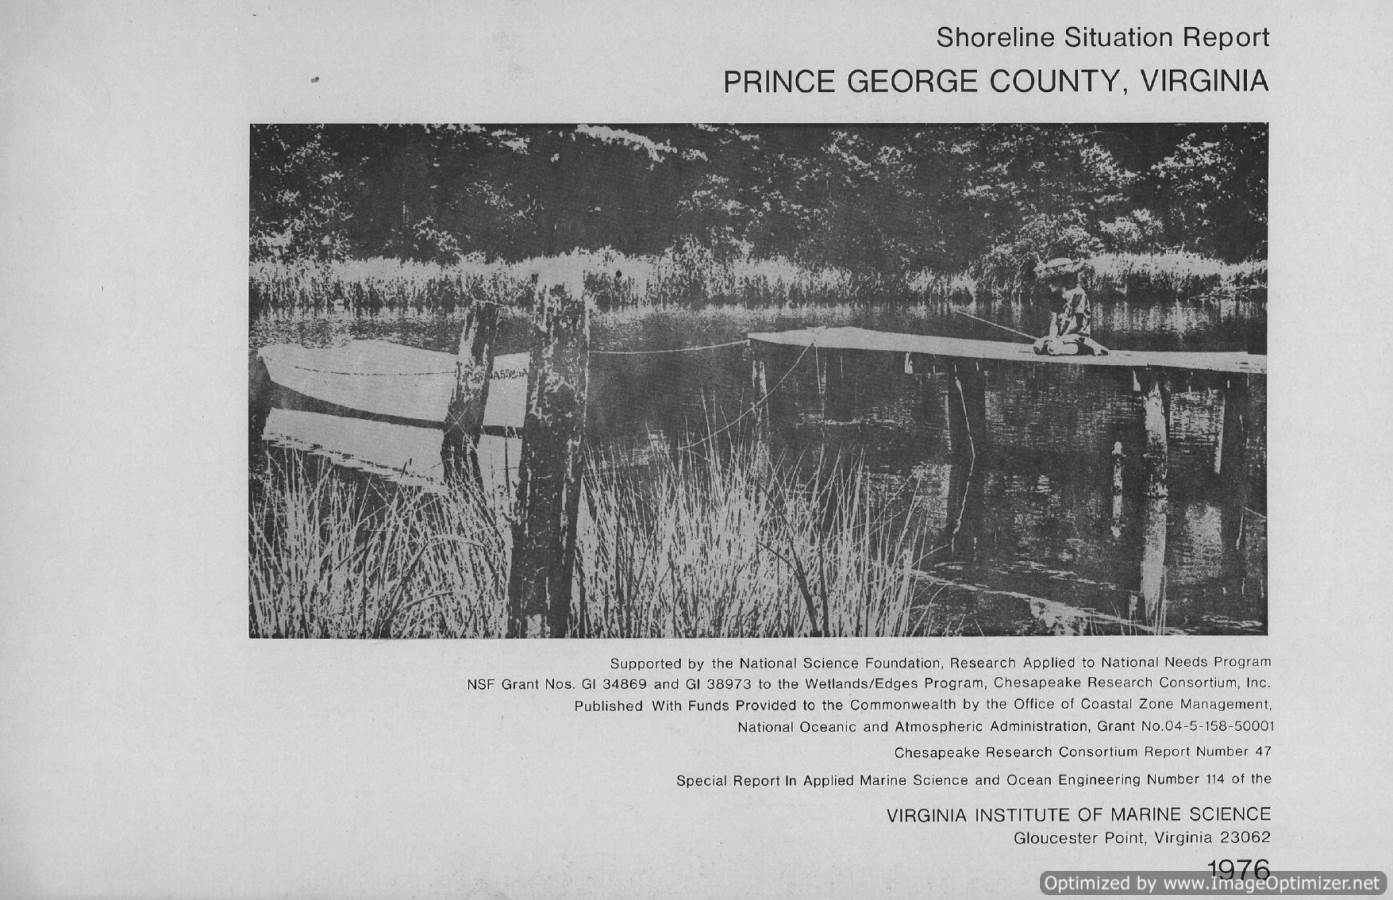 Shoreline Situation Report
PRINCE GEORGE COUNTY, VIRGINIA
Supported by the National Science Foundation, Research Applied to National Needs Program
NSF Grant Nos. GI 34869 and GI 38973 to the Wetlands/Edges Program, Chesapeake Research Consortium, Inc.
Published With Funds Provided to the Commonwealth by the Office of Coastal Zone Management,
National Oceanic and Atmospheric Administration, Grant No.04-5-158-50001
Chesapeake Research Consortium Report Number 47
Special Report In Applied Marine Science and Ocean Engineering Number 114 of the
VIRGINIA INSTITUTE OF MARINE SCIENCE
Gloucester Point, Virginia 23062
1976
Optimized by www.ImageOptimizer.net